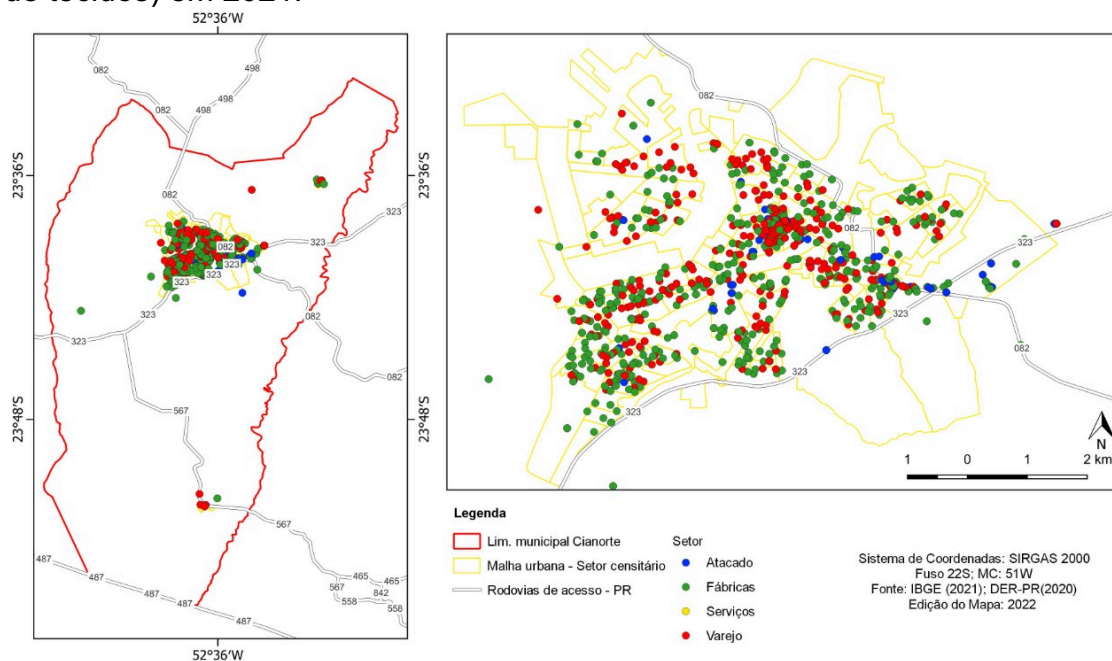 de tecidos) em 2021.
52°36'W
082
498
082
498
23°36'S
082
323
082
323
323
323
323
082
323
082
567
23°48'S
567
567
487
487
487
487
465
465
842
558
558
52°36'W
082
082
323
323
082
323
323
N
1 0 1 2 km
Legenda
Lim. municipal Cianorte
Malha urbana - Setor censitário
Rodovias de acesso - PR
Setor
Atacado
Fábricas
Serviços
Varejo
Sistema de Coordenadas: SIRGAS 2000
Fuso 22S; MC: 51W
Fonte: IBGE (2021); DER-PR(2020)
Edição do Mapa: 2022
23°36'S
23°48'S